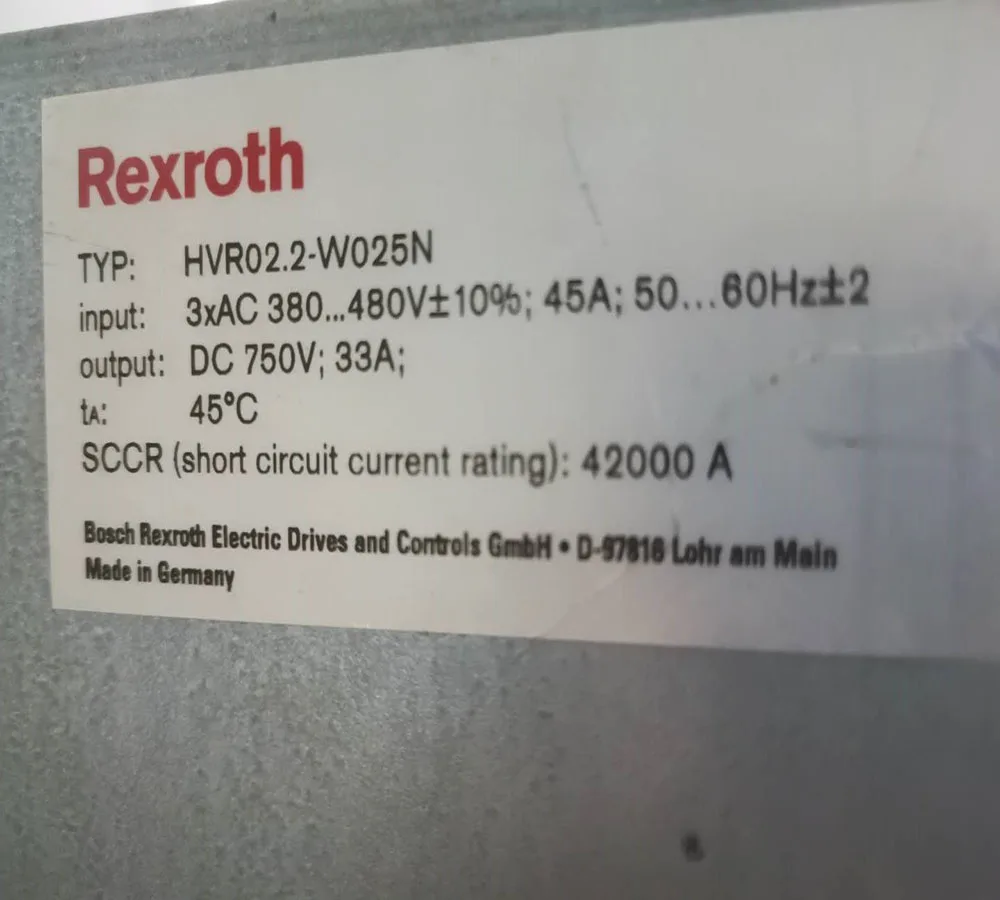 Rexroth
TYP: HVR02.2-W025N
input: 3xAC 380...480V±10%; 45A; 50...60Hz±2
output: DC 750V; 33A;
tA: 45°C
SCCR (short circuit current rating): 42000 A
Bosch Rexroth Electric Drives and Controls GmbH • D-97816 Lohr am Main
Made in Germany